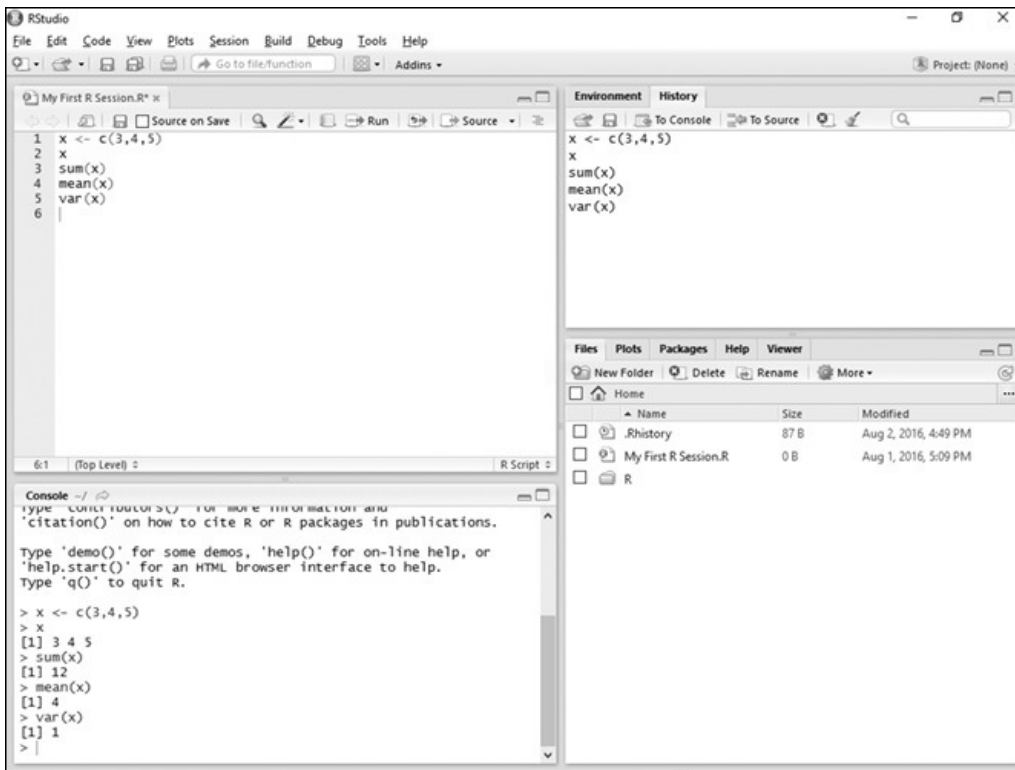 RStudio
File Edit Code View Plots Session Build Debug Tools Help
Go to file/function Addins Project: (None)
My First R Session.R*
Source on Save Run Source
1 x <- c(3,4,5)
2 x
3 sum(x)
4 mean(x)
5 var(x)
6
6:1 (Top Level) R Script
Console ~/
Type 'contributors()' for more information and
'citation()' on how to cite R or R packages in publications.
Type 'demo()' for some demos, 'help()' for on-line help, or
'help.start()' for an HTML browser interface to help.
Type 'q()' to quit R.
> x <- c(3,4,5)
> x
[1] 3 4 5
> sum(x)
[1] 12
> mean(x)
[1] 4
> var(x)
[1] 1
>
Environment History
To Console To Source
x <- c(3,4,5)
x
sum(x)
mean(x)
var(x)
Files Plots Packages Help Viewer
New Folder Delete Rename More
Home
Name Size Modified
.Rhistory 87 B Aug 2, 2016, 4:49 PM
My First R Session.R 0 B Aug 1, 2016, 5:09 PM
R